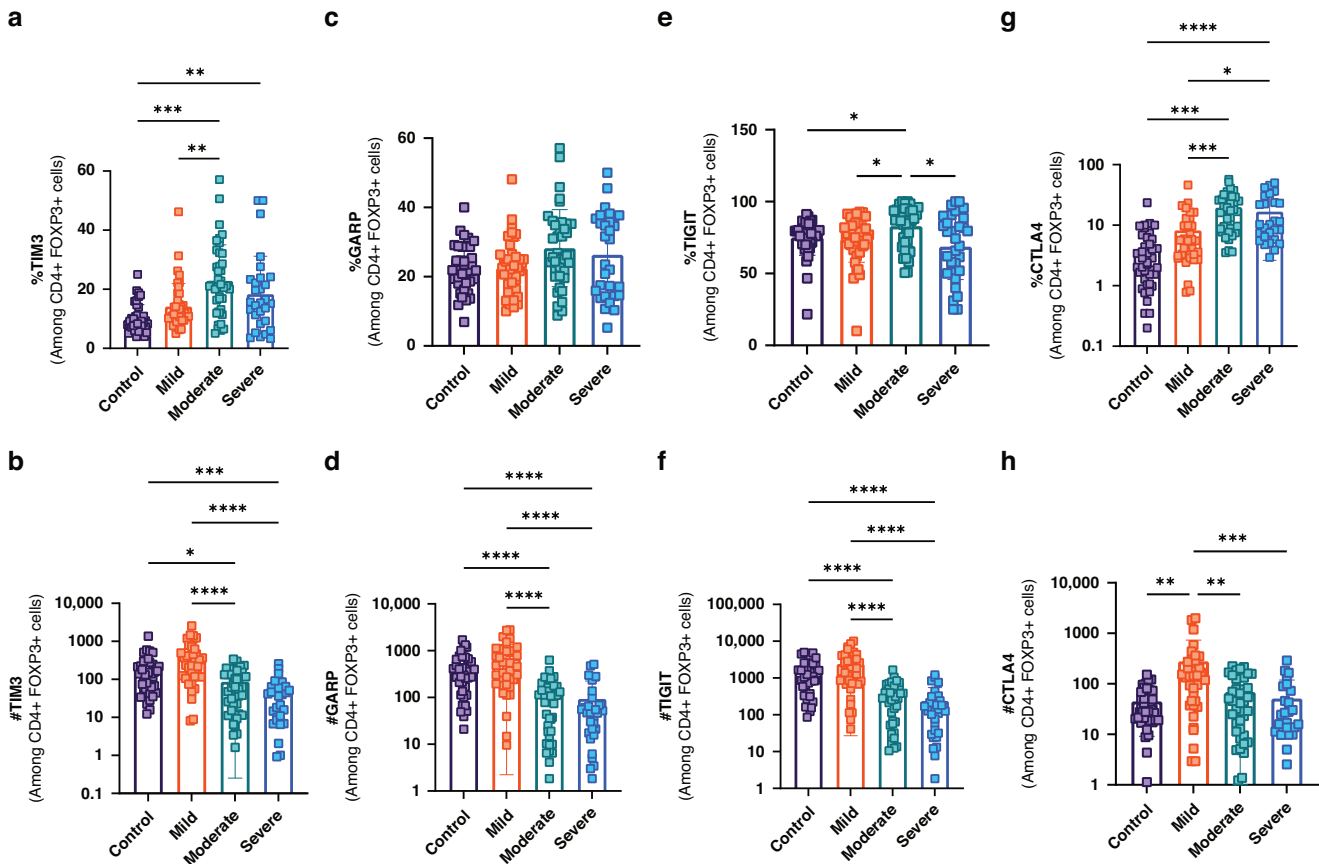 a
**
***
**
%TIM3
(Among CD4+ FOXP3+ cells)
60
40
20
0
Control
Mild
Moderate
Severe
c
%GARP
(Among CD4+ FOXP3+ cells)
60
40
20
0
Control
Mild
Moderate
Severe
e
*
*
*
%TIGIT
(Among CD4+ FOXP3+ cells)
150
100
50
0
Control
Mild
Moderate
Severe
g
****
*
***
***
%CTLA4
(Among CD4+ FOXP3+ cells)
100
10
1
0.1
Control
Mild
Moderate
Severe
b
***
****
*
****
#TIM3
(Among CD4+ FOXP3+ cells)
10,000
1000
100
10
1
0.1
Control
Mild
Moderate
Severe
d
****
****
****
****
#GARP
(Among CD4+ FOXP3+ cells)
10,000
1000
100
10
1
Control
Mild
Moderate
Severe
f
****
****
****
****
#TIGIT
(Among CD4+ FOXP3+ cells)
100,000
10,000
1000
100
10
1
Control
Mild
Moderate
Severe
h
***
**
**
#CTLA4
(Among CD4+ FOXP3+ cells)
10,000
1000
100
10
1
Control
Mild
Moderate
Severe